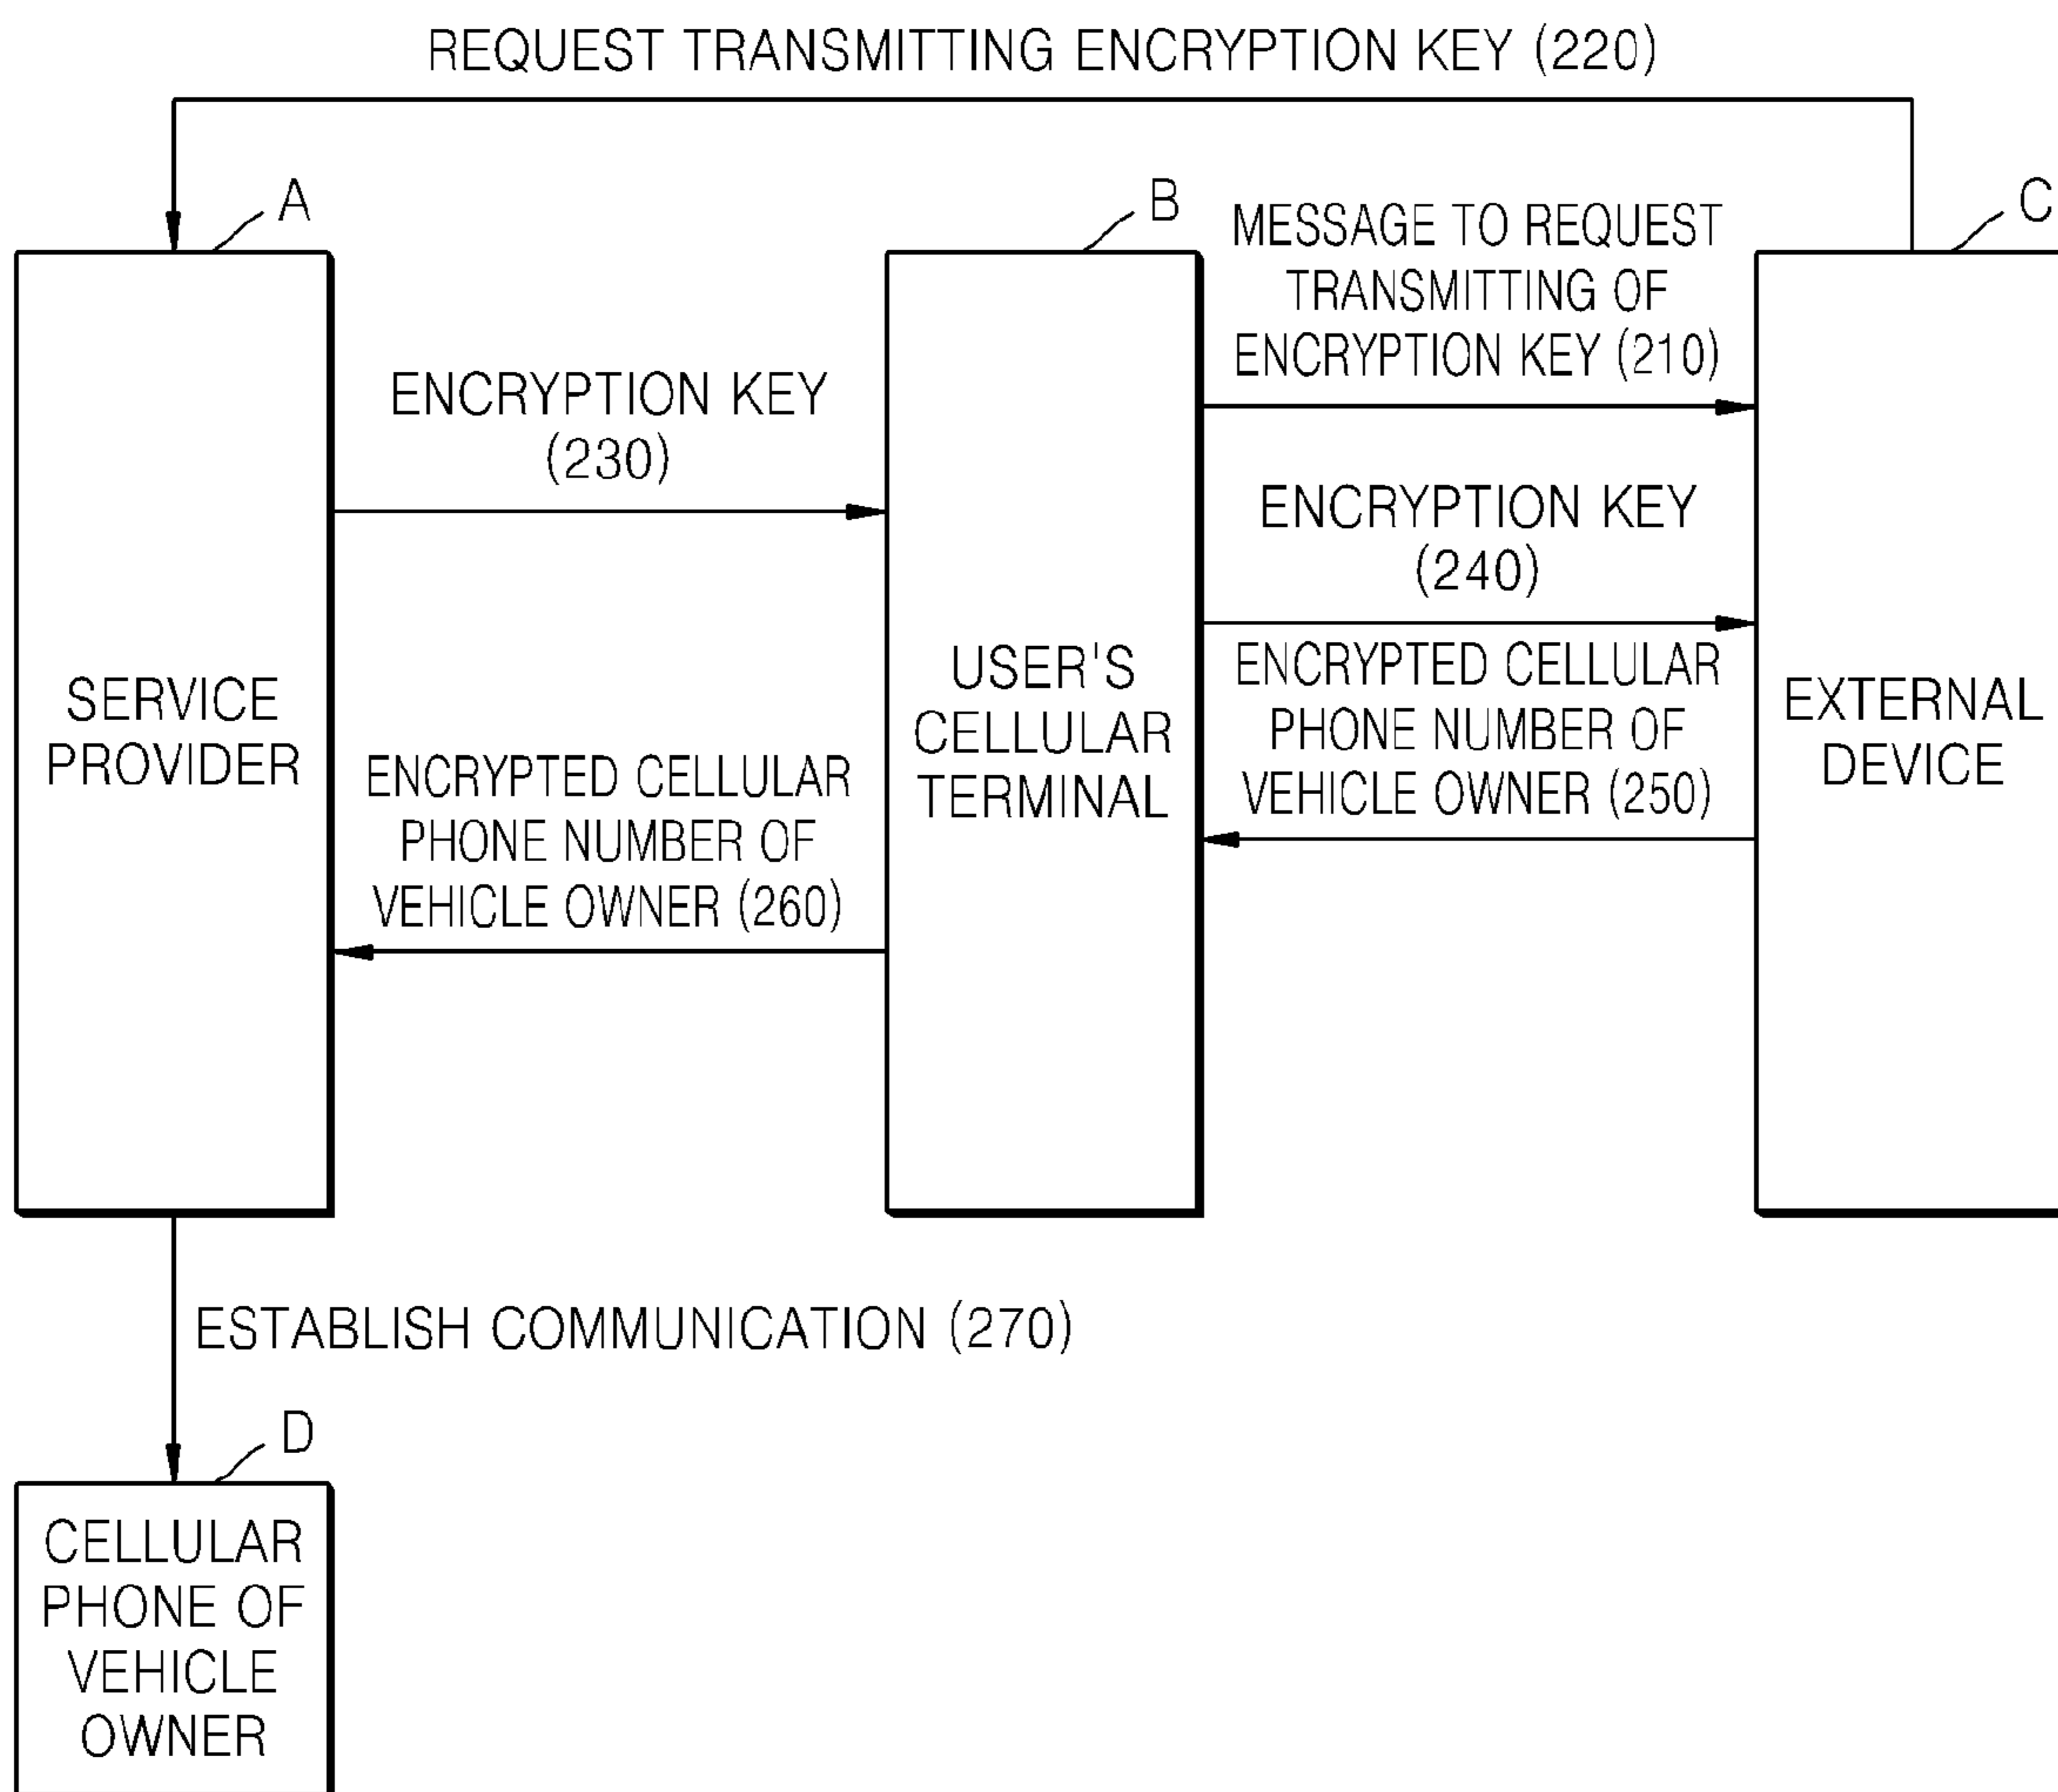 REQUEST TRANSMITTING ENCRYPTION KEY (220)
A
B
C
MESSAGE TO REQUEST
TRANSMITTING OF
ENCRYPTION KEY (210)
ENCRYPTION KEY
(230)
ENCRYPTION KEY
(240)
SERVICE
PROVIDER
USER'S
CELLULAR
TERMINAL
ENCRYPTED CELLULAR
PHONE NUMBER OF
VEHICLE OWNER (250)
EXTERNAL
DEVICE
ENCRYPTED CELLULAR
PHONE NUMBER OF
VEHICLE OWNER (260)
ESTABLISH COMMUNICATION (270)
D
CELLULAR
PHONE OF
VEHICLE
OWNER